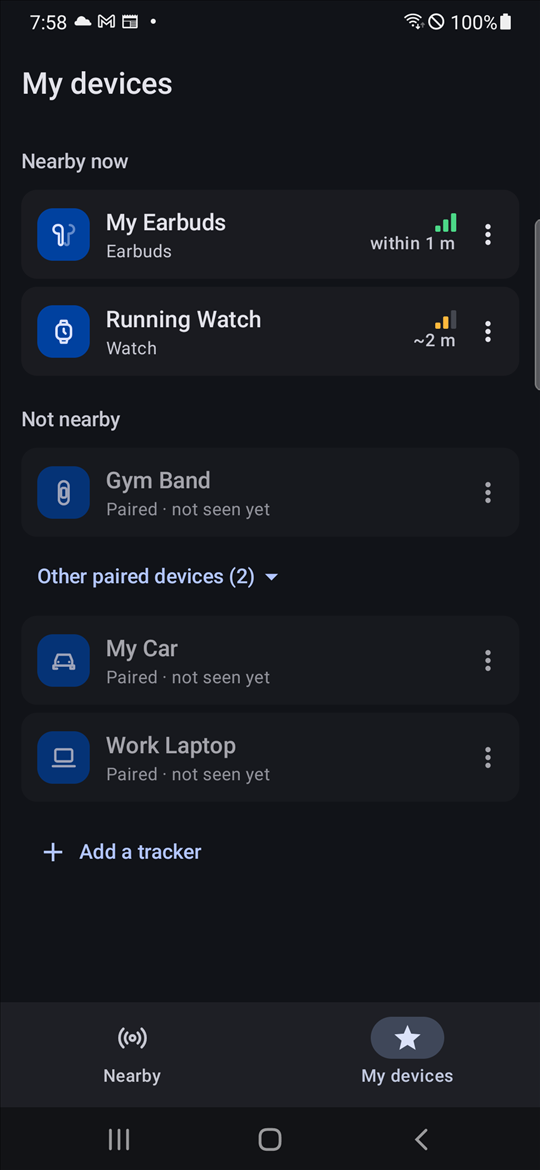 7:58
100%
My devices
Nearby now
My Earbuds
Earbuds
within 1 m
Running Watch
Watch
~2 m
Not nearby
Gym Band
Paired · not seen yet
Other paired devices (2)
My Car
Paired · not seen yet
Work Laptop
Paired · not seen yet
Add a tracker
Nearby
My devices